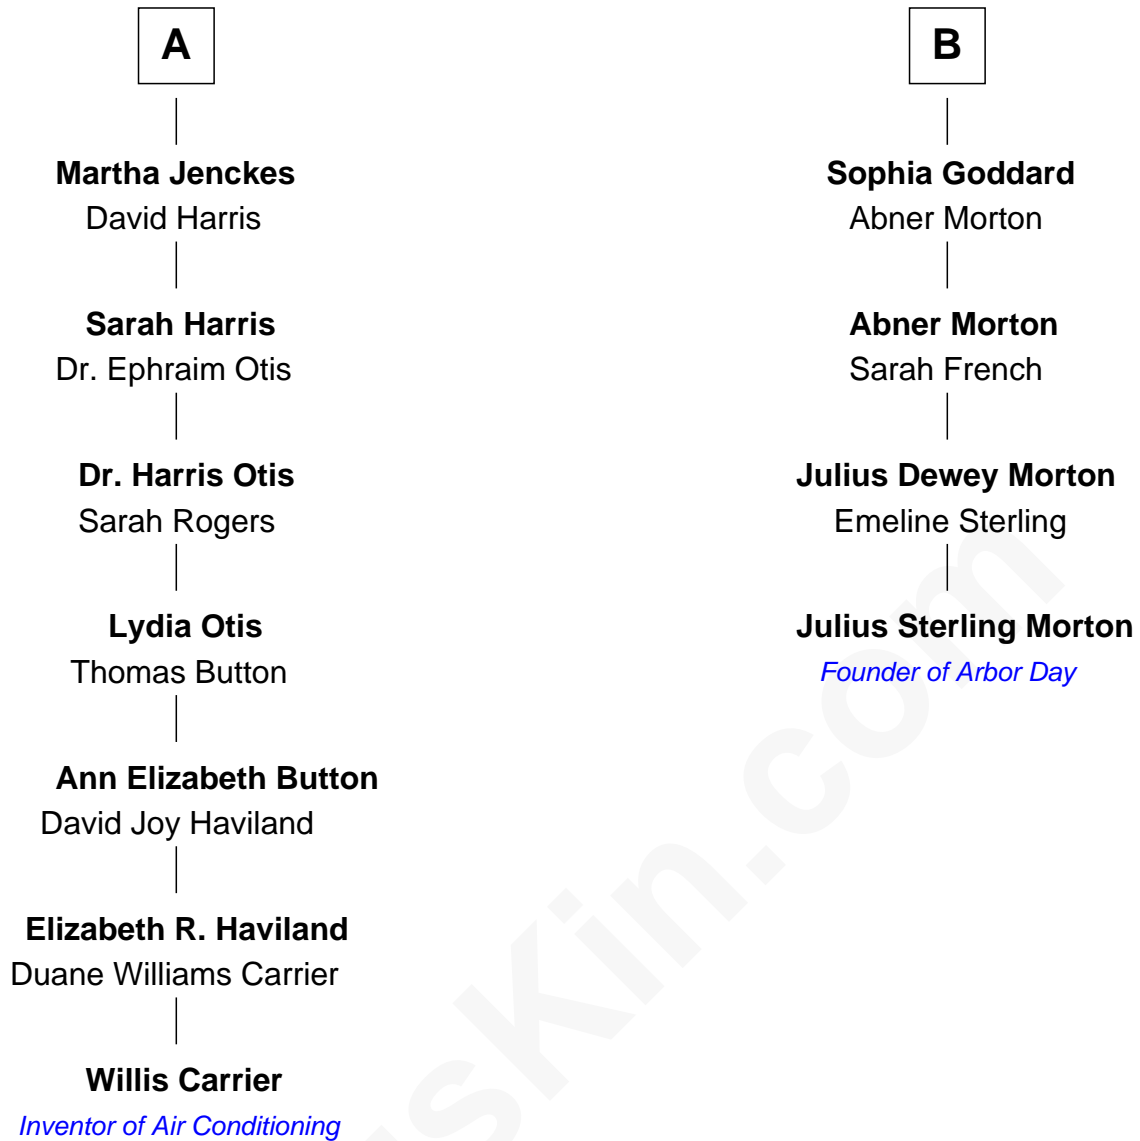 A
Martha Jenckes
David Harris
Sarah Harris
Dr. Ephraim Otis
Dr. Harris Otis
Sarah Rogers
Lydia Otis
Thomas Button
Ann Elizabeth Button
David Joy Haviland
Elizabeth R. Haviland
Duane Williams Carrier
Willis Carrier
Inventor of Air Conditioning
B
Sophia Goddard
Abner Morton
Abner Morton
Sarah French
Julius Dewey Morton
Emeline Sterling
Julius Sterling Morton
Founder of Arbor Day
sKin.com